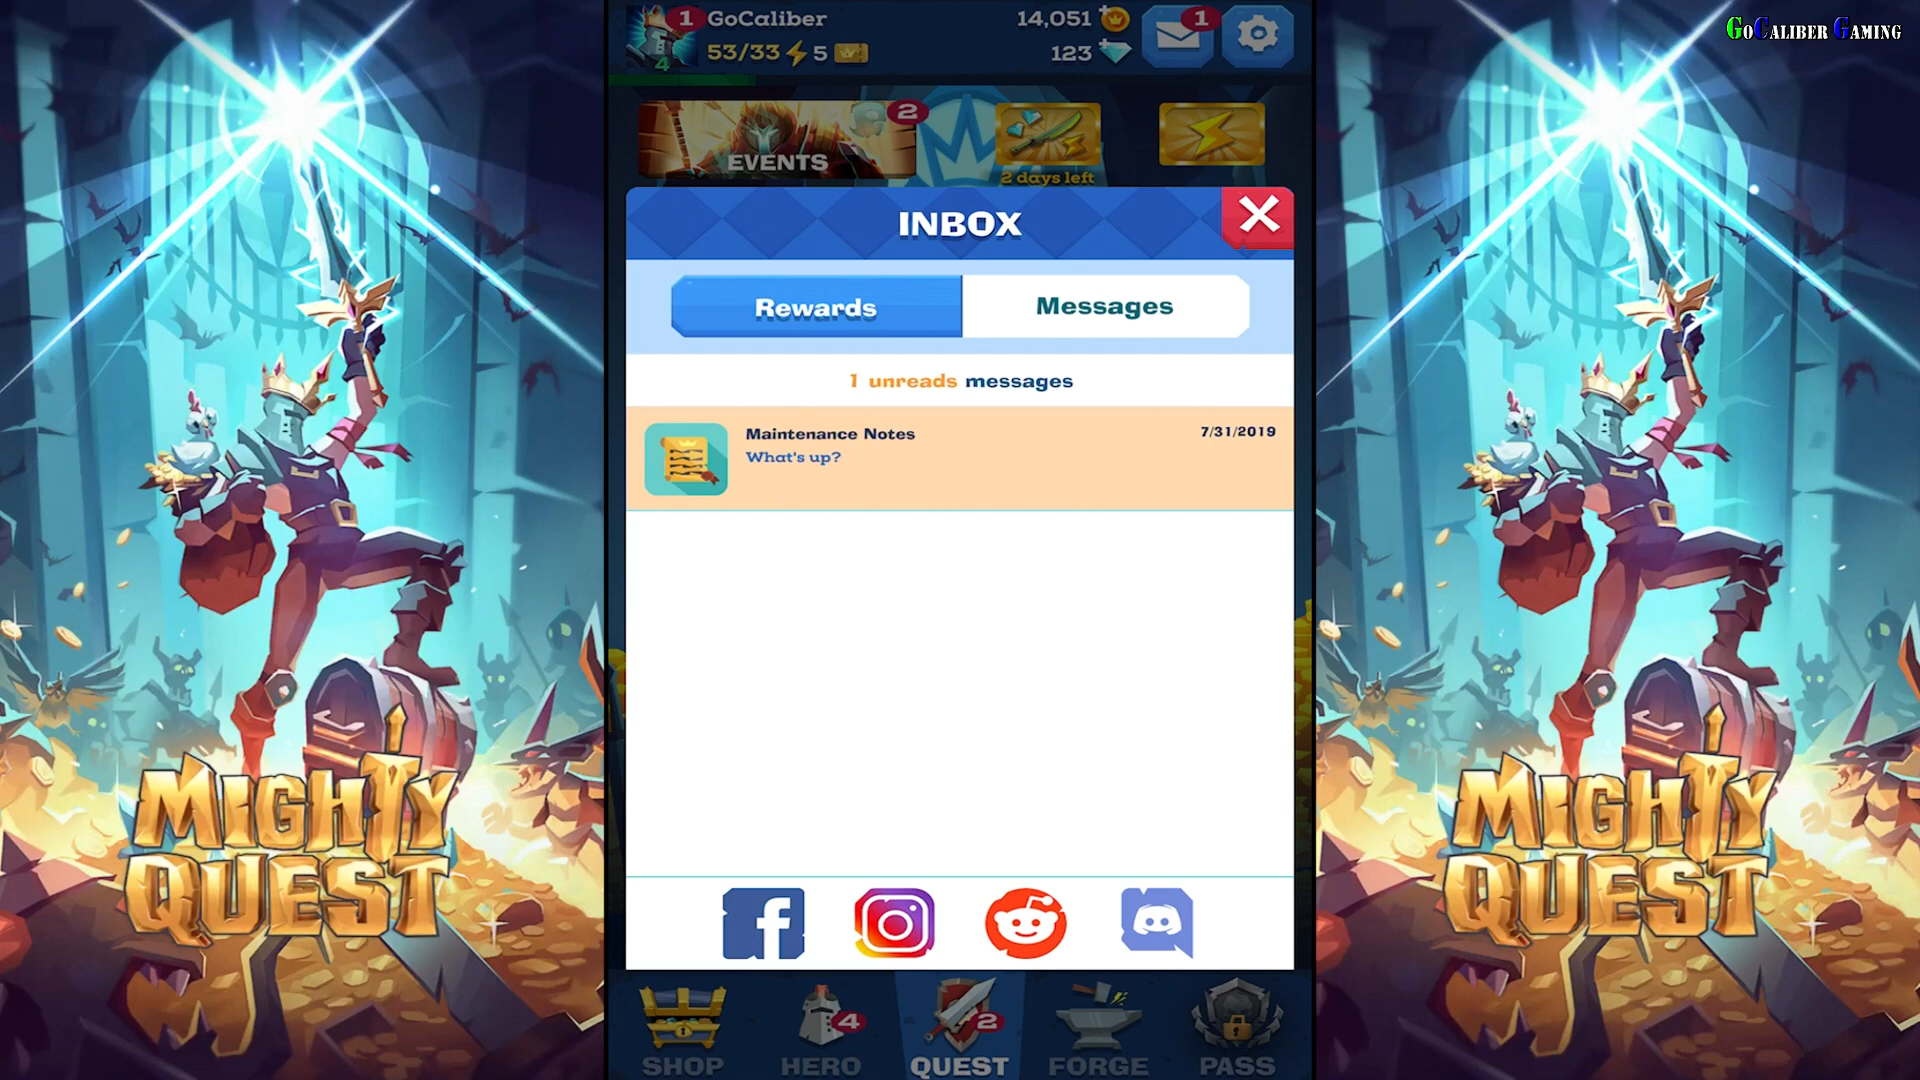 GoCaliber Gaming
1 GoCaliber 14,051 1
53/33 5 123
4
EVENTS 2
2 days left
INBOX
Rewards Messages
1 unreads messages
Maintenance Notes 7/31/2019
What's up?
MIGHTY
QUEST
MIGHTY
QUEST
4 2
SHOP HERO QUEST FORGE PASS